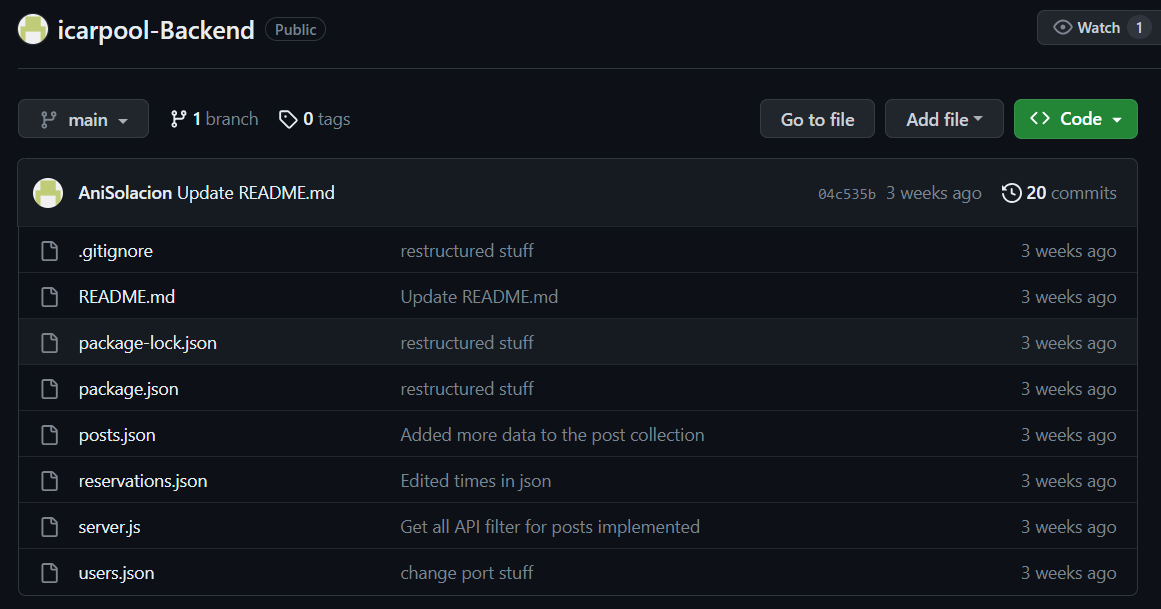 icarpool-Backend Public Watch 1
main 1 branch 0 tags Go to file Add file Code
AniSolacion Update README.md 04c535b 3 weeks ago 20 commits
.gitignore restructured stuff 3 weeks ago
README.md Update README.md 3 weeks ago
package-lock.json restructured stuff 3 weeks ago
package.json restructured stuff 3 weeks ago
posts.json Added more data to the post collection 3 weeks ago
reservations.json Edited times in json 3 weeks ago
server.js Get all API filter for posts implemented 3 weeks ago
users.json change port stuff 3 weeks ago